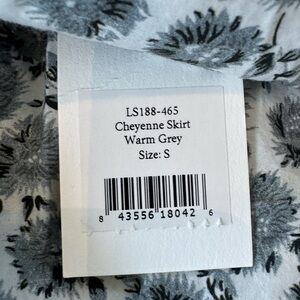 LS188-465
Cheyenne Skirt
Warm Grey
Size: S
8 43556 18042 6